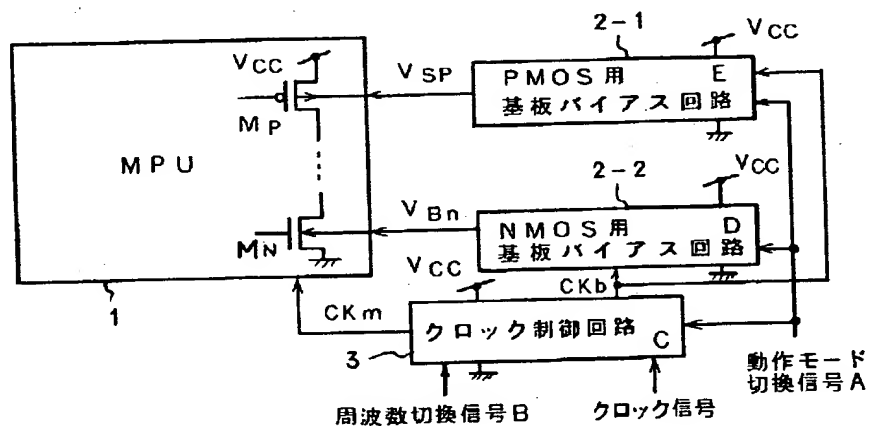 2-1
VCC
PMOS用 E
基板バイアス回路
VCC
VSP
MP
MPU
2-2
VCC
NMOS用 D
基板バイアス回路
VBn
MN
VCC
CKb
1
CKm
クロック制御回路 C
3
動作モード
切換信号A
周波数切換信号B
クロック信号